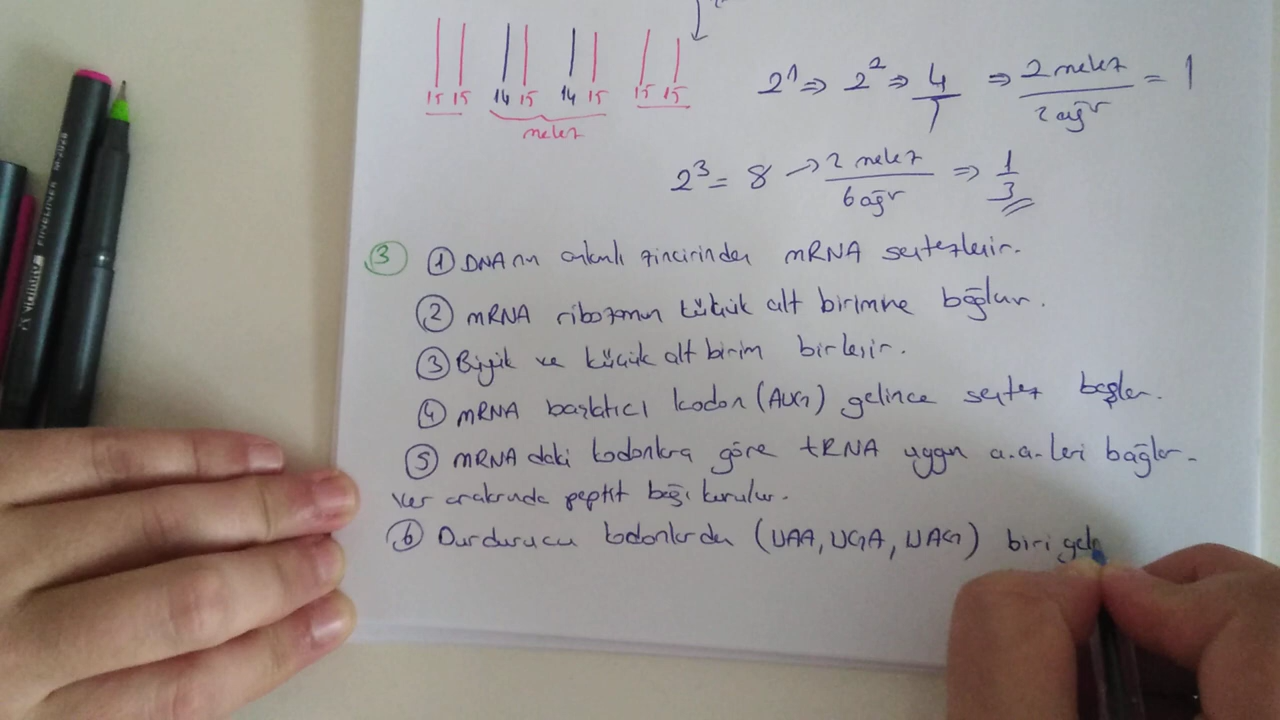 15 15 14 15 14 15 15 15
melez
2¹ ⇒ 2² ⇒ 4 ⇒ 2 melez / 2 ağır = 1
2³ = 8 → 2 melez / 6 ağır ⇒ 1/3
3 ① DNA nın anlamlı zincirinden mRNA sentezlenir.
② mRNA ribozomun küçük alt birimine bağlanır.
③ Büyük ve küçük alt birim birleşir.
④ mRNA başlatıcı kodon (AUG) gelince sentez başlar.
⑤ mRNA daki kodonlara göre tRNA uygun a.a. leri bağlar.
ver aralarında peptit bağı kurulur.
⑥ Durdurucu kodonlardan (UAA, UGA, UAG) biri gel
FINELINER